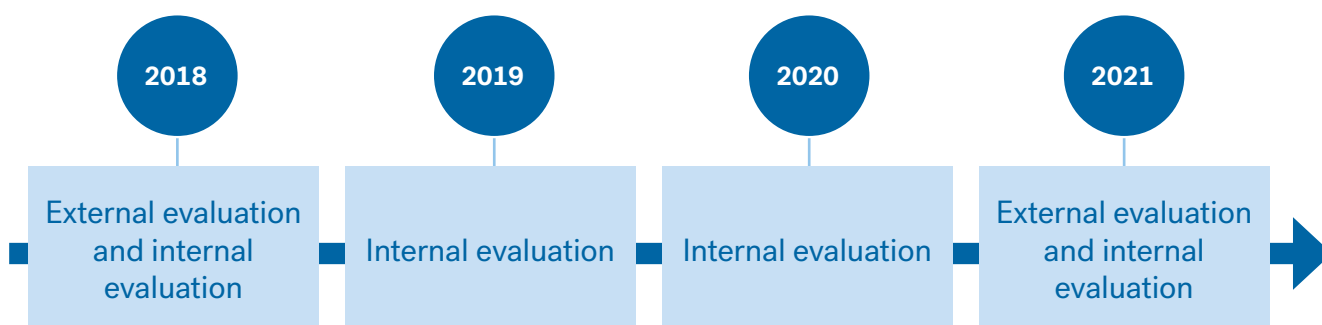 2018
2019
2020
2021
External evaluation
and internal
evaluation
Internal evaluation
Internal evaluation
External evaluation
and internal
evaluation